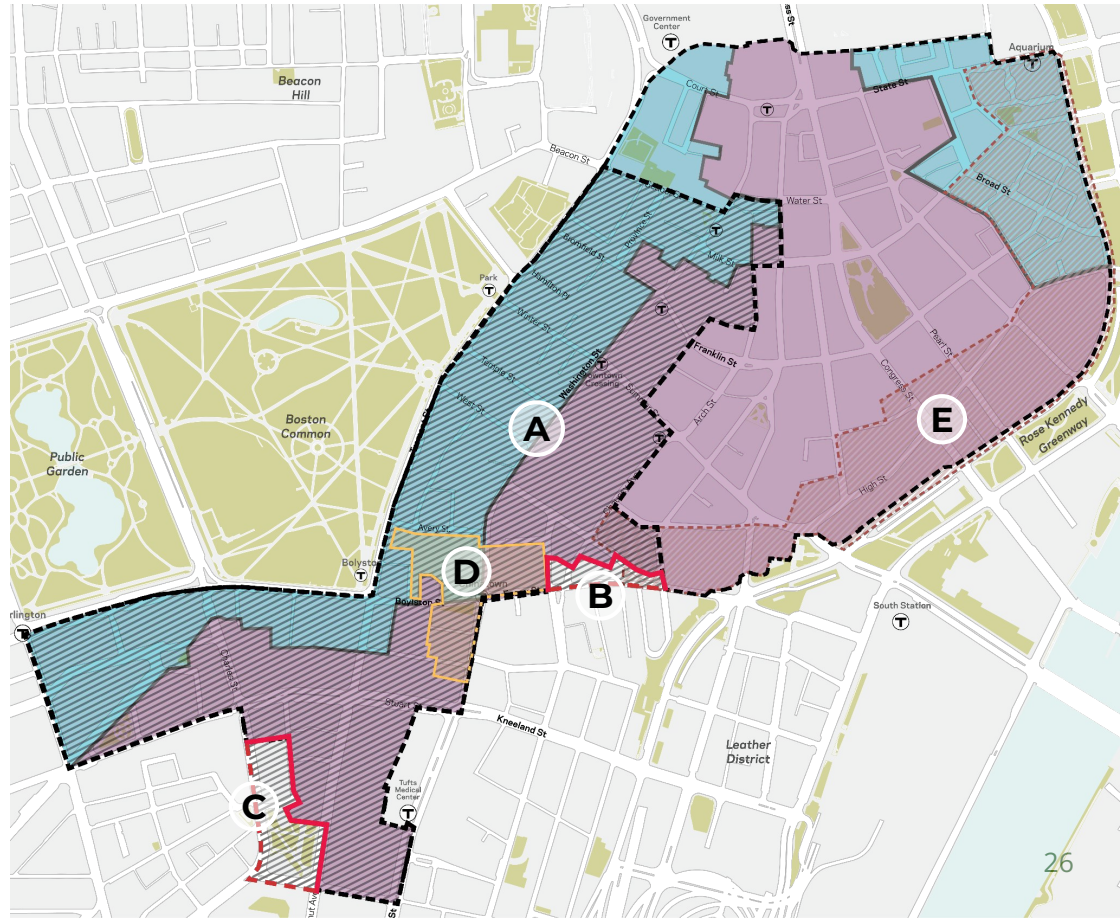 Government
Center
T
Aquarium
T
Beacon
Hill
Court St
State St
T
Beacon St
Broad St
Water St
Province St
T
Milk St
Bromfield St
Park
T
Hamilton Pl
T
Winter St
Pearl St
Franklin St
Washington St
Temple St
T
Downtown
Crossing
Congress St
West St
Arch St
Boston
Common
A
E
Rose Kennedy
Greenway
Public
Garden
T
High St
Avery St
Bolyston
T
D
B
Boylston S
rlington
T
South Station
T
Charles St
Stuart
Kneeland St
Leather
District
Tufts
Medical
Center
T
C
26
St